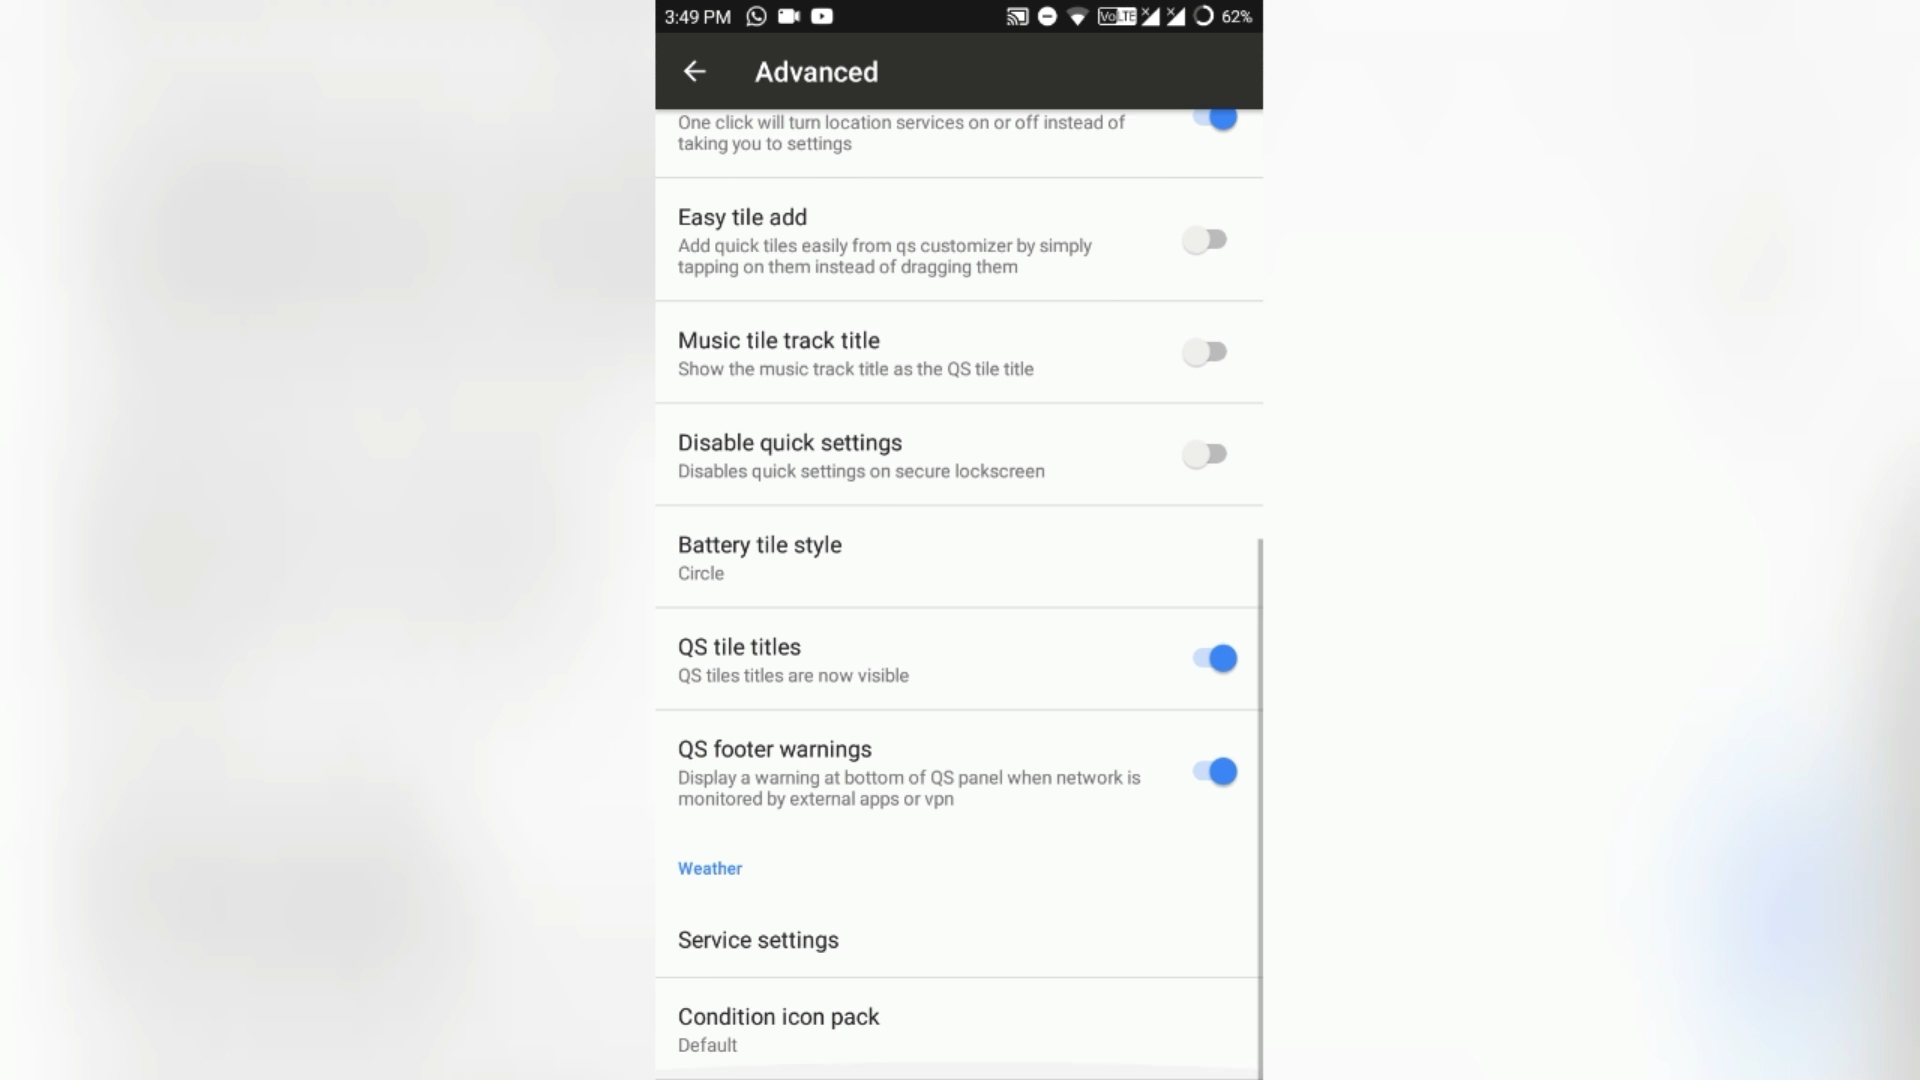 3:49 PM VoLTE 62%
Advanced
One click will turn location services on or off instead of
taking you to settings
Easy tile add
Add quick tiles easily from qs customizer by simply
tapping on them instead of dragging them
Music tile track title
Show the music track title as the QS tile title
Disable quick settings
Disables quick settings on secure lockscreen
Battery tile style
Circle
QS tile titles
QS tiles titles are now visible
QS footer warnings
Display a warning at bottom of QS panel when network is
monitored by external apps or vpn
Weather
Service settings
Condition icon pack
Default